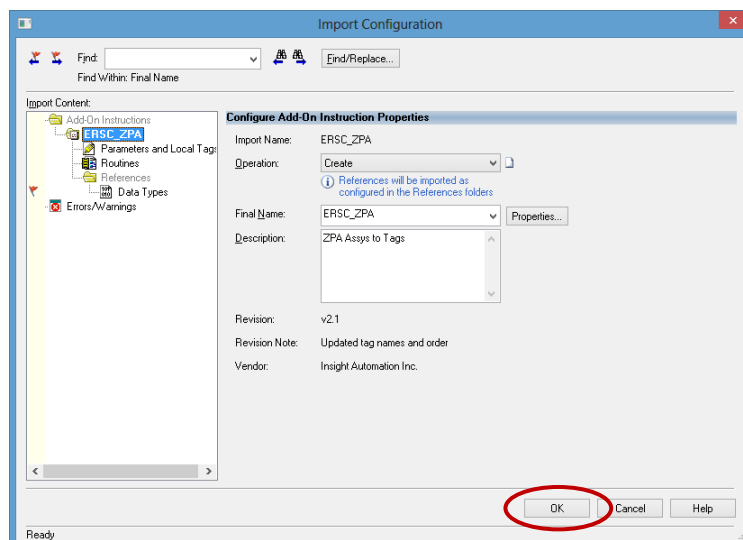 Import Configuration
Find:
Find/Replace...
Find Within: Final Name
Import Content:
Add-On Instructions
ERSC_ZPA
Parameters and Local Tag
Routines
References
Data Types
Errors/Warnings
Configure Add-On Instruction Properties
Import Name: ERSC_ZPA
Operation: Create
References will be imported as
configured in the References folders
Final Name: ERSC_ZPA Properties...
Description: ZPA Assys to Tags
Revision: v2.1
Revision Note: Updated tag names and order
Vendor: Insight Automation Inc.
OK Cancel Help
Ready